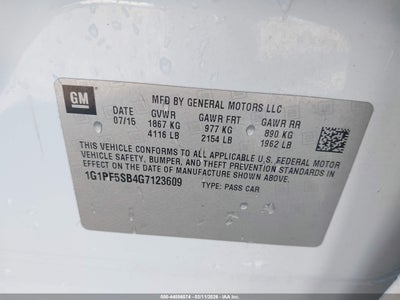 GM
MFD BY GENERAL MOTORS LLC
DATE GVWR GAWR FRT GAWR RR
07/15 1867 KG 977 KG 890 KG
4116 LB 2154 LB 1962 LB
THIS VEHICLE CONFORMS TO ALL APPLICABLE U.S. FEDERAL MOTOR
VEHICLE SAFETY, BUMPER, AND THEFT PREVENTION STANDARDS
IN EFFECT ON THE DATE OF MANUFACTURE SHOWN ABOVE.
1G1PF5SB4G7123609 TYPE: PASS CAR